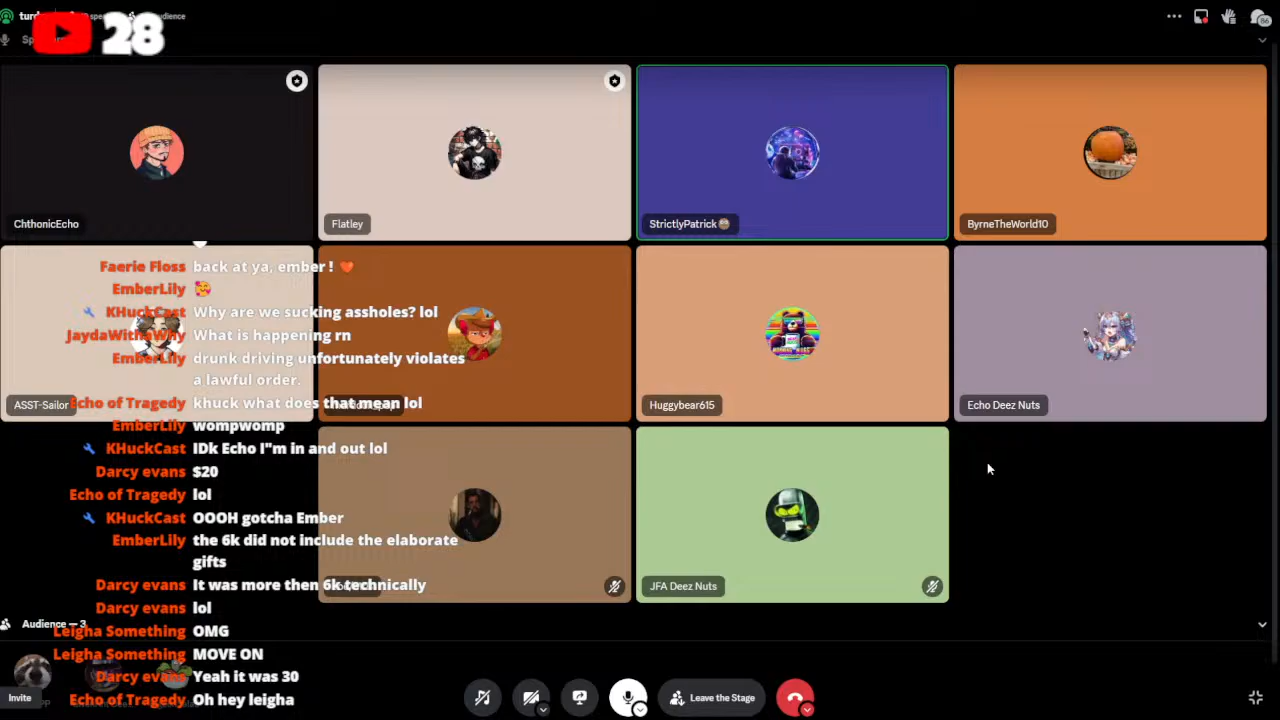 28
86
ChthonicEcho
Flatley
StrictlyPatrick
ByrneTheWorld10
Faerie Floss back at ya, ember !
EmberLily
KHuckCast Why are we sucking assholes? lol
JaydaWithaWhy What is happening rn
EmberLily drunk driving unfortunately violates
a lawful order.
ASST-Sailor
Huggybear615
Echo Deez Nuts
Echo of Tragedy khuck what does that mean lol
EmberLily wompwomp
KHuckCast IDk Echo I"m in and out lol
Darcy evans $20
Echo of Tragedy lol
KHuckCast OOOH gotcha Ember
EmberLily the 6k did not include the elaborate
gifts
Darcy evans It was more then 6k technically
JFA Deez Nuts
Darcy evans lol
Audience — 3
Leigha Something OMG
Leigha Something MOVE ON
Darcy evans Yeah it was 30
Echo of Tragedy Oh hey leigha
Invite
Leave the Stage